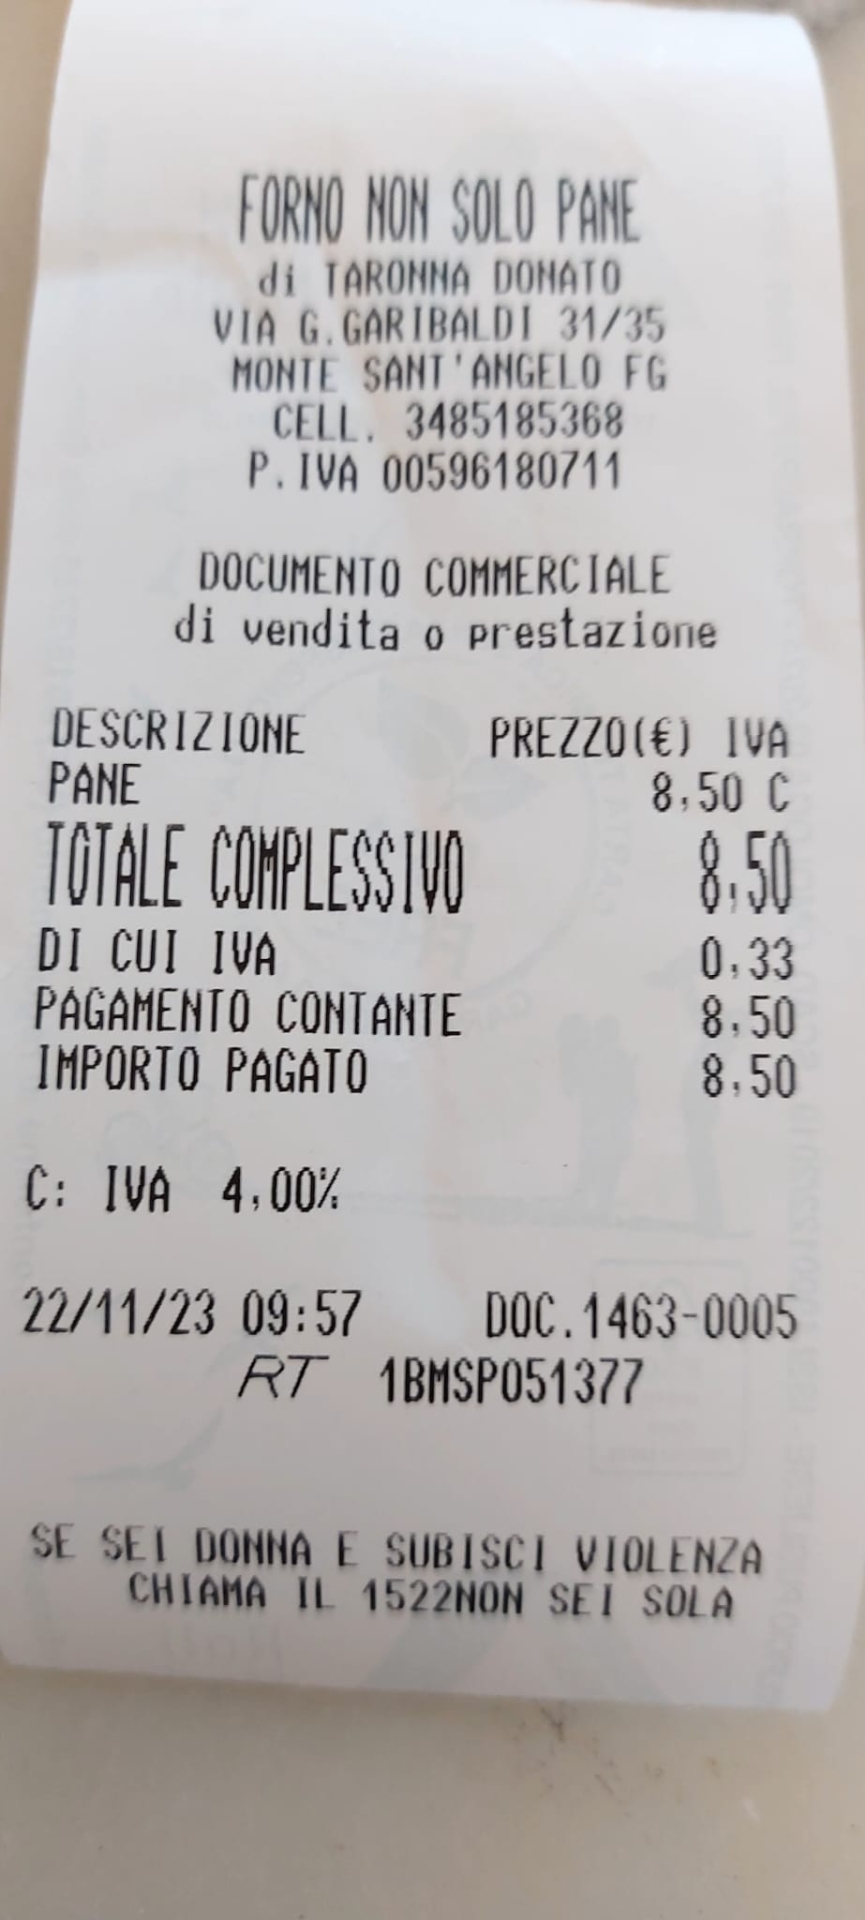 FORNO NON SOLO PANE
di TARONNA DONATO
VIA G.GARIBALDI 31/35
MONTE SANT'ANGELO FG
CELL. 3485185368
P.IVA 00596180711
DOCUMENTO COMMERCIALE
di vendita o prestazione
DESCRIZIONE PREZZO(€) IVA
PANE 8,50 C
TOTALE COMPLESSIVO 8,50
DI CUI IVA 0,33
PAGAMENTO CONTANTE 8,50
IMPORTO PAGATO 8,50
C: IVA 4,00%
22/11/23 09:57 DOC.1463-0005
RT 1BMSP051377
SE SEI DONNA E SUBISCI VIOLENZA
CHIAMA IL 1522NON SEI SOLA